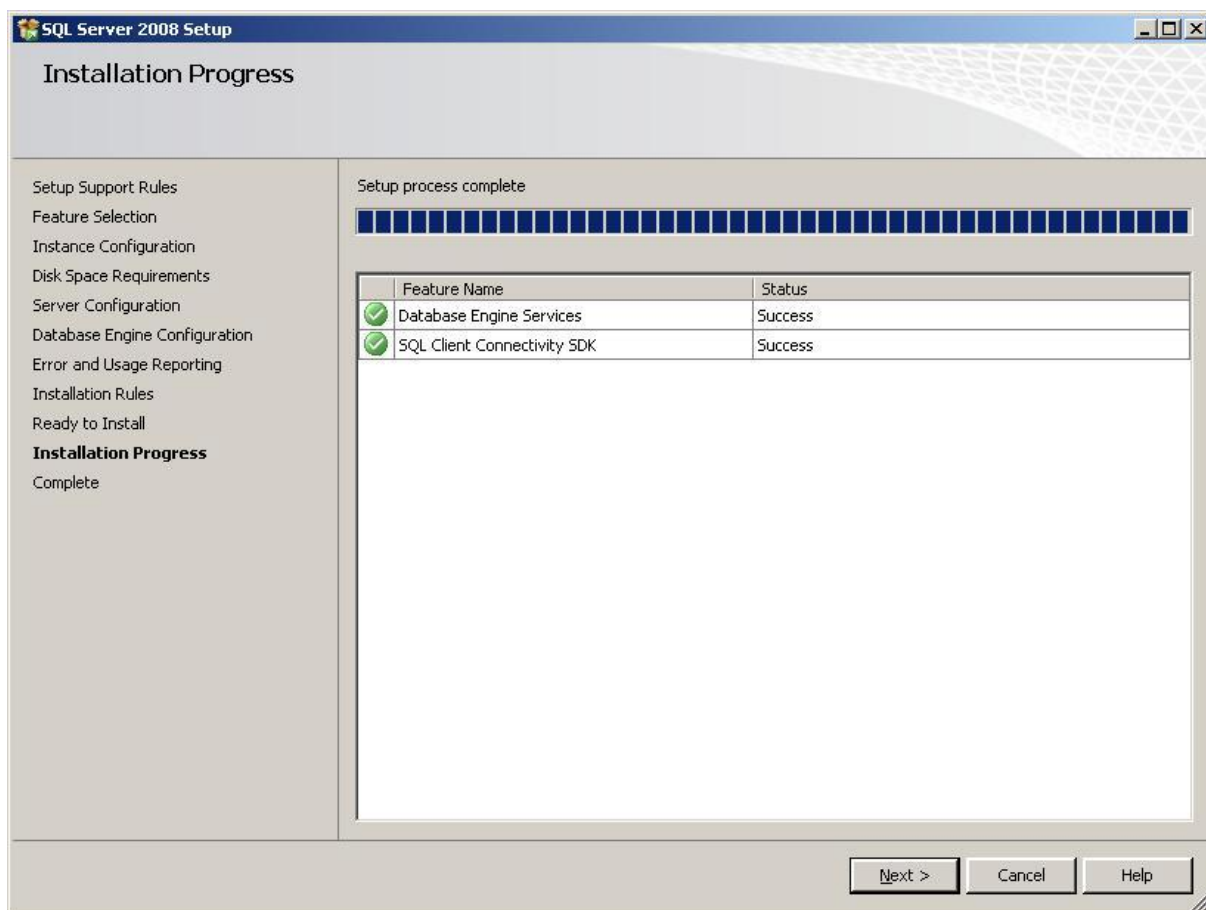 SQL Server 2008 Setup
Installation Progress
Setup Support Rules
Feature Selection
Instance Configuration
Disk Space Requirements
Server Configuration
Database Engine Configuration
Error and Usage Reporting
Installation Rules
Ready to Install
Installation Progress
Complete
Setup process complete
Feature Name Status
Database Engine Services Success
SQL Client Connectivity SDK Success
Next > Cancel Help